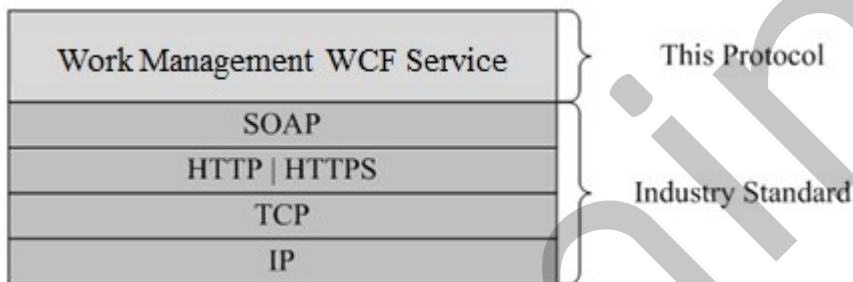 Work Management WCF Service
This Protocol
SOAP
HTTP | HTTPS
TCP
IP
Industry Standard